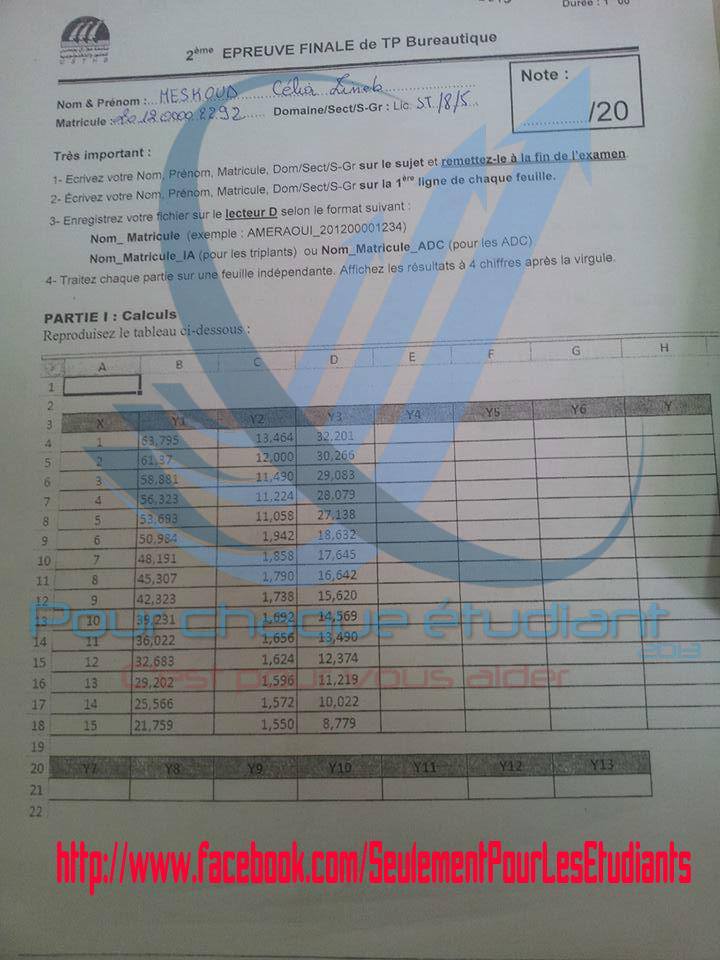 Durée : 1
U S T H B
2ème EPREUVE FINALE de TP Bureautique
Nom & Prénom : MESKOUD Célia Zineb
Note :
Matricule : Domaine/Sect/S-Gr : Lic. ST/8/5
/20
Très important :
1- Ecrivez votre Nom, Prénom, Matricule, Dom/Sect/S-Gr sur le sujet et remettez-le à la fin de l'examen.
2- Écrivez votre Nom, Prénom, Matricule, Dom/Sect/S-Gr sur la 1ère ligne de chaque feuille.
3- Enregistrez votre fichier sur le lecteur D selon le format suivant :
Nom_ Matricule (exemple : AMERAOUI_201200001234)
Nom_Matricule_IA (pour les triplants) ou Nom_Matricule_ADC (pour les ADC)
4- Traitez chaque partie sur une feuille indépendante. Affichez les résultats à 4 chiffres après la virgule.
PARTIE I : Calculs
Reproduisez le tableau ci-dessous :
A B C D E F G H
1
2
3 X Y1 Y2 Y3 Y4 Y5 Y6 Y
4 1 63,795 13,464 32,201
5 2 61,37 12,000 30,266
6 3 58,881 11,490 29,083
7 4 56,323 11,224 28,079
8 5 53,693 11,058 27,138
9 6 50,984 1,942 18,632
10 7 48,191 1,858 17,645
11 8 45,307 1,790 16,642
12 9 42,323 1,738 15,620
13 10 39,231 1,692 14,569
14 11 36,022 1,656 13,490
15 12 32,683 1,624 12,374
16 13 29,202 1,596 11,219
17 14 25,566 1,572 10,022
18 15 21,759 1,550 8,779
19
20 Y7 Y8 Y9 Y10 Y11 Y12 Y13
21
22
Pour chaque étudiant
2013
C'est pour vous aider
http://www.facebook.com/SeulementPourLesEtudiants